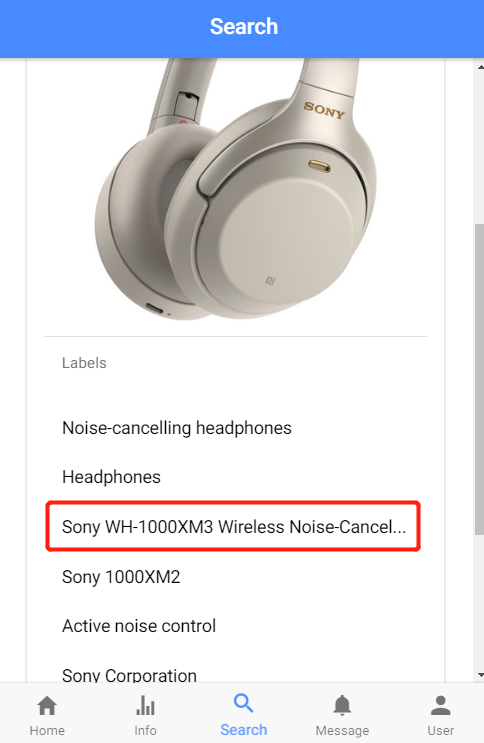 Search
SONY
Labels
Noise-cancelling headphones
Headphones
Sony WH-1000XM3 Wireless Noise-Cancel...
Sony 1000XM2
Active noise control
Sony Corporation
Home
Info
Search
Message
User